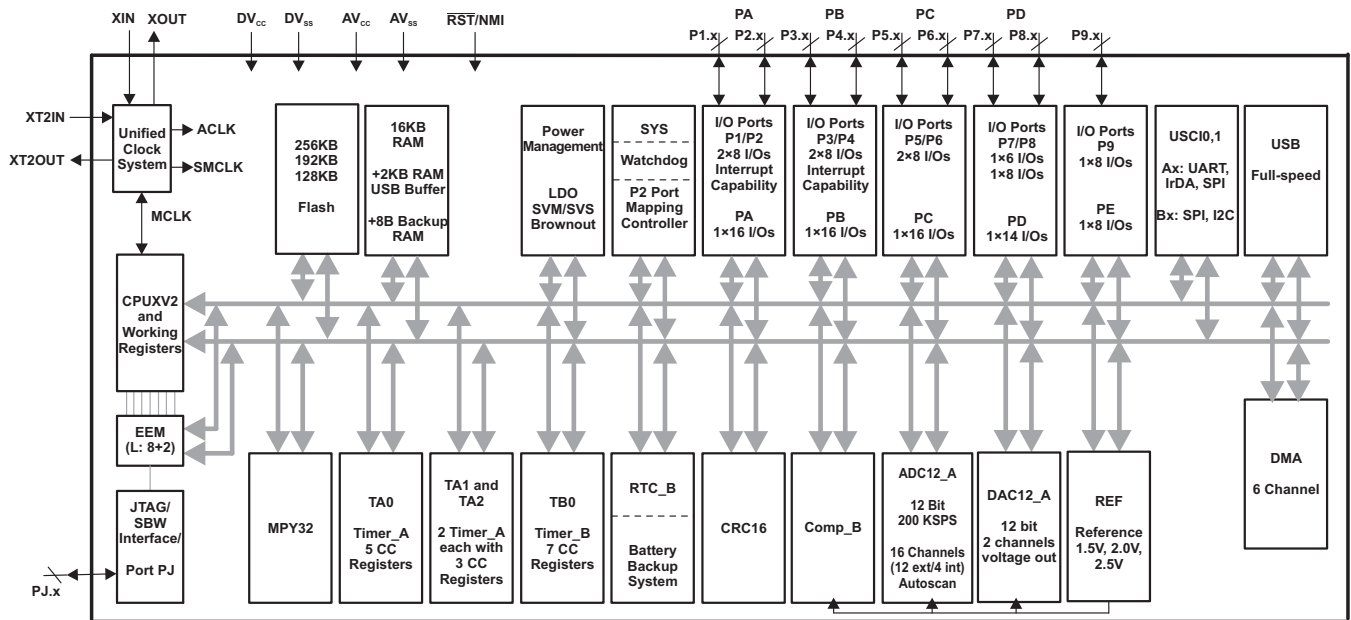 XIN XOUT DVCC DVSS AVCC AVSS RST/NMI
PA PB PC PD
P1.x P2.x P3.x P4.x P5.x P6.x P7.x P8.x P9.x
XT2IN
XT2OUT
Unified
Clock
System
ACLK
SMCLK
MCLK
256KB
192KB
128KB
Flash
16KB
RAM
+2KB RAM
USB Buffer
+8B Backup
RAM
Power
Management
LDO
SVM/SVS
Brownout
SYS
Watchdog
P2 Port
Mapping
Controller
I/O Ports
P1/P2
2×8 I/Os
Interrupt
Capability
PA
1×16 I/Os
I/O Ports
P3/P4
2×8 I/Os
Interrupt
Capability
PB
1×16 I/Os
I/O Ports
P5/P6
2×8 I/Os
PC
1×16 I/Os
I/O Ports
P7/P8
1×6 I/Os
1×8 I/Os
PD
1×14 I/Os
I/O Ports
P9
1×8 I/Os
PE
1×8 I/Os
USCI0,1
Ax: UART,
IrDA, SPI
Bx: SPI, I2C
USB
Full-speed
CPUXV2
and
Working
Registers
EEM
(L: 8+2)
JTAG/
SBW
Interface/
Port PJ
PJ.x
MPY32
TA0
Timer_A
5 CC
Registers
TA1 and
TA2
2 Timer_A
each with
3 CC
Registers
TB0
Timer_B
7 CC
Registers
RTC_B
Battery
Backup
System
CRC16
Comp_B
ADC12_A
12 Bit
200 KSPS
16 Channels
(12 ext/4 int)
Autoscan
DAC12_A
12 bit
2 channels
voltage out
REF
Reference
1.5V, 2.0V,
2.5V
DMA
6 Channel